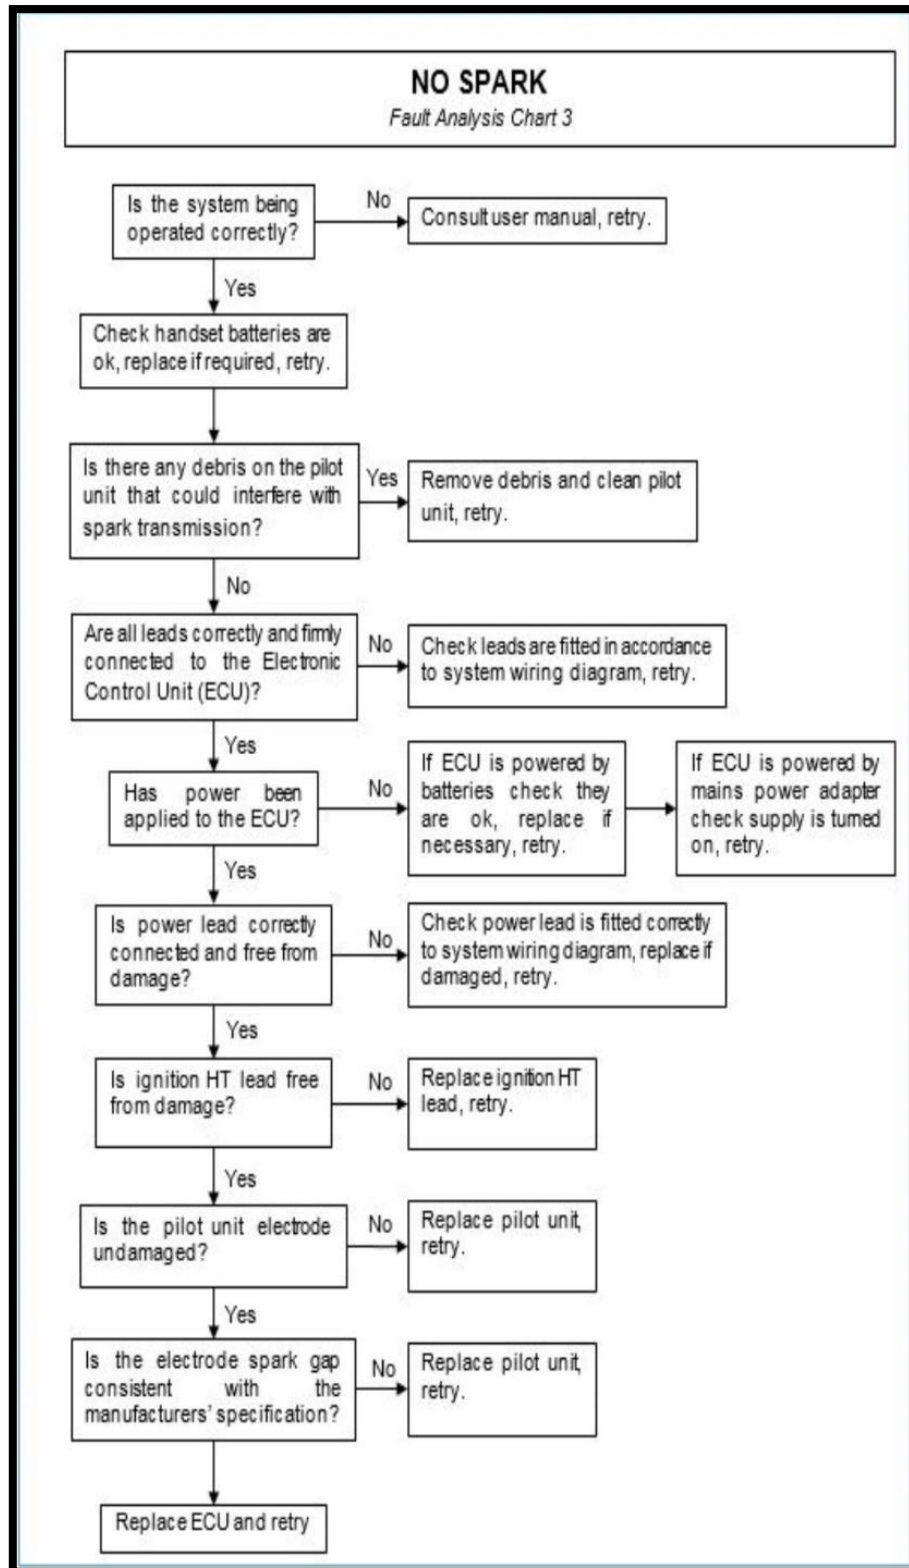 NO SPARK
Fault Analysis Chart 3
Is the system being
operated correctly?
No
Consult user manual, retry.
Yes
Check handset batteries are
ok, replace if required, retry.
Is there any debris on the pilot
unit that could interfere with
spark transmission?
Yes
Remove debris and clean pilot
unit, retry.
No
Are all leads correctly and firmly
connected to the Electronic
Control Unit (ECU)?
No
Check leads are fitted in accordance
to system wiring diagram, retry.
Yes
Has power been
applied to the ECU?
No
If ECU is powered by
batteries check they
are ok, replace if
necessary, retry.
If ECU is powered by
mains power adapter
check supply is turned
on, retry.
Yes
Is power lead correctly
connected and free from
damage?
No
Check power lead is fitted correctly
to system wiring diagram, replace if
damaged, retry.
Yes
Is ignition HT lead free
from damage?
No
Replace ignition HT
lead, retry.
Yes
Is the pilot unit electrode
undamaged?
No
Replace pilot unit,
retry.
Yes
Is the electrode spark gap
consistent with the
manufacturers' specification?
No
Replace pilot unit,
retry.
Replace ECU and retry